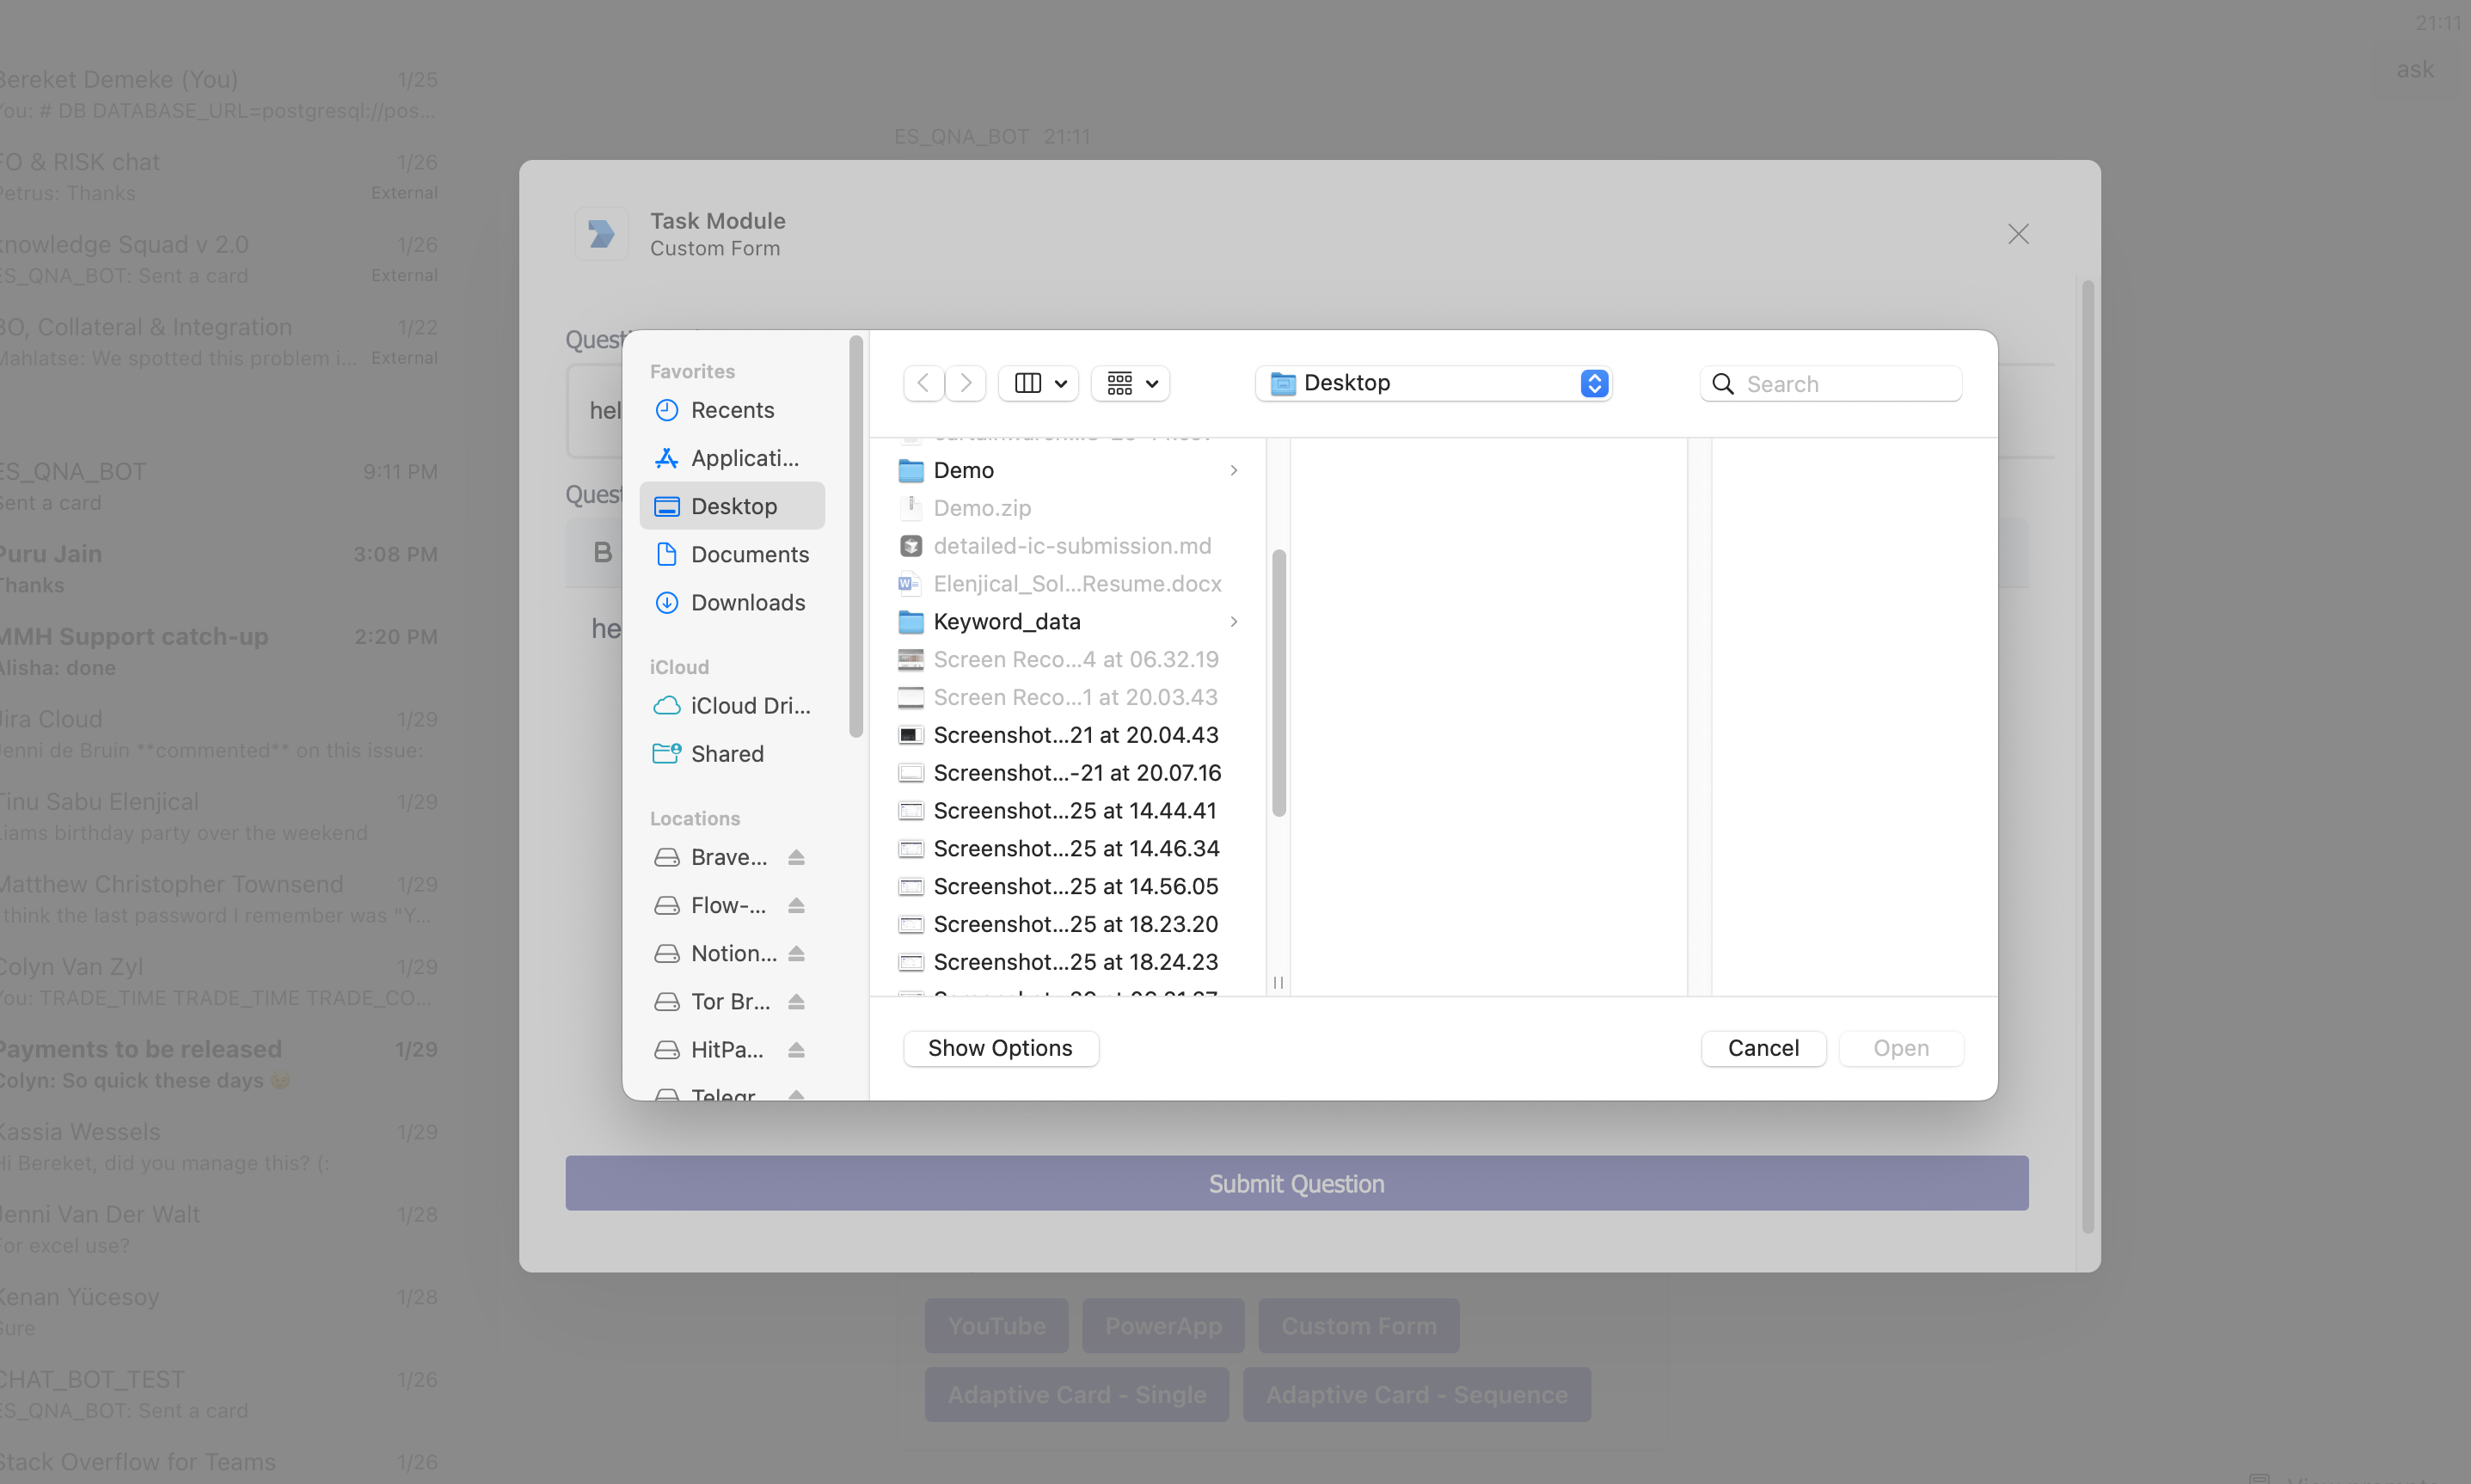 21:11
ask
Bereket Demeke (You) 1/25
You: # DB DATABASE_URL=postgresql://pos...
FO & RISK chat 1/26
Petrus: Thanks External
knowledge Squad v 2.0 1/26
ES_QNA_BOT: Sent a card External
BO, Collateral & Integration 1/22
Mahlatse: We spotted this problem i... External
ES_QNA_BOT 9:11 PM
Sent a card
Puru Jain 3:08 PM
Thanks
MMH Support catch-up 2:20 PM
Alisha: done
Jira Cloud 1/29
Jenni de Bruin **commented** on this issue:
Tinu Sabu Elenjical 1/29
Liams birthday party over the weekend
Matthew Christopher Townsend 1/29
I think the last password I remember was "Y...
Colyn Van Zyl 1/29
You: TRADE_TIME TRADE_TIME TRADE_CO...
Payments to be released 1/29
Colyn: So quick these days
Kassia Wessels 1/29
Hi Bereket, did you manage this? (:
Jenni Van Der Walt 1/28
For excel use?
Kenan Yücesoy 1/28
Sure
CHAT_BOT_TEST 1/26
ES_QNA_BOT: Sent a card
Stack Overflow for Teams 1/26
ES_QNA_BOT 21:11
Task Module
Custom Form
Quest
hel
Quest
B
he
Favorites
Recents
Applicati...
Desktop
Documents
Downloads
iCloud
iCloud Dri...
Shared
Locations
Brave...
Flow-...
Notion...
Tor Br...
HitPa...
Telegr
Desktop
Search
Demo
Demo.zip
detailed-ic-submission.md
Elenjical_Sol...Resume.docx
Keyword_data
Screen Reco...4 at 06.32.19
Screen Reco...1 at 20.03.43
Screenshot...21 at 20.04.43
Screenshot...-21 at 20.07.16
Screenshot...25 at 14.44.41
Screenshot...25 at 14.46.34
Screenshot...25 at 14.56.05
Screenshot...25 at 18.23.20
Screenshot...25 at 18.24.23
Show Options
Cancel
Open
Submit Question
YouTube
PowerApp
Custom Form
Adaptive Card - Single
Adaptive Card - Sequence